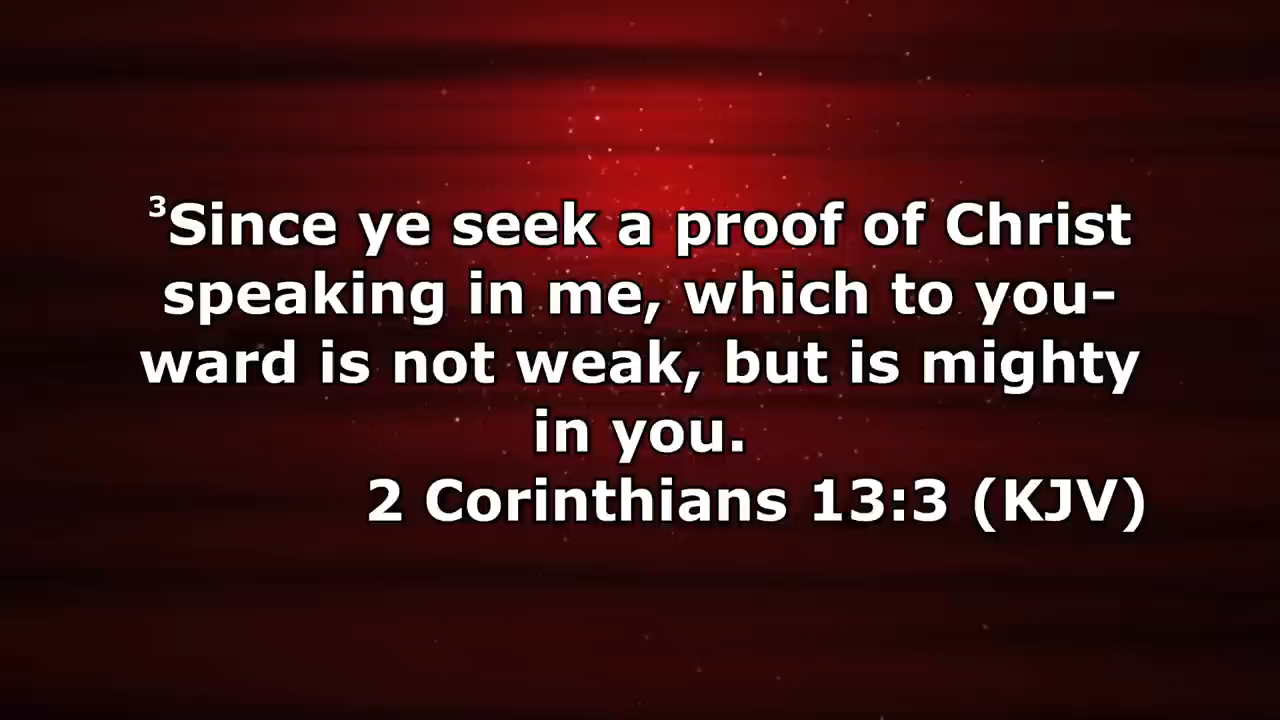 ³Since ye seek a proof of Christ
speaking in me, which to you-
ward is not weak, but is mighty
in you.
2 Corinthians 13:3 (KJV)